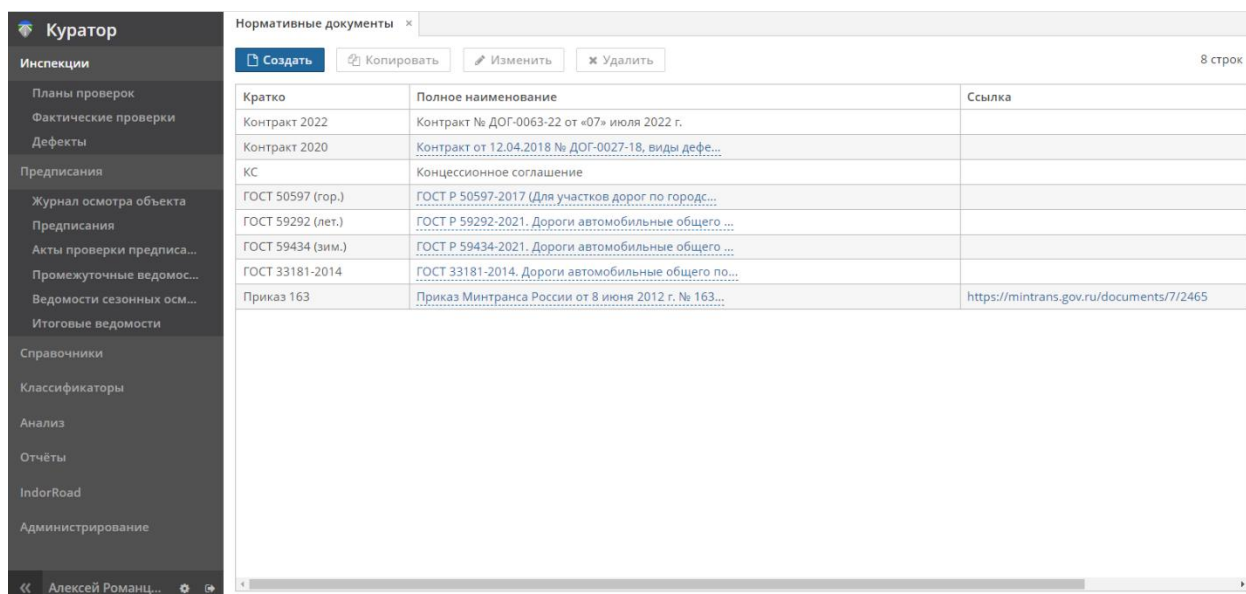 Куратор
Инспекции
Планы проверок
Фактические проверки
Дефекты
Предписания
Журнал осмотра объекта
Предписания
Акты проверки предписа...
Промежуточные ведомос...
Ведомости сезонных осм...
Итоговые ведомости
Справочники
Классификаторы
Анализ
Отчёты
IndorRoad
Администрирование
Алексей Романц...
Нормативные документы ×
Создать Копировать Изменить Удалить 8 строк
Кратко Полное наименование Ссылка
Контракт 2022 Контракт № ДОГ-0063-22 от «07» июля 2022 г.
Контракт 2020 Контракт от 12.04.2018 № ДОГ-0027-18, виды дефе...
КС Концессионное соглашение
ГОСТ 50597 (гор.) ГОСТ Р 50597-2017 (Для участков дорог по городс...
ГОСТ 59292 (лет.) ГОСТ Р 59292-2021. Дороги автомобильные общего ...
ГОСТ 59434 (зим.) ГОСТ Р 59434-2021. Дороги автомобильные общего ...
ГОСТ 33181-2014 ГОСТ 33181-2014. Дороги автомобильные общего по...
Приказ 163 Приказ Минтранса России от 8 июня 2012 г. № 163... https://mintrans.gov.ru/documents/7/2465